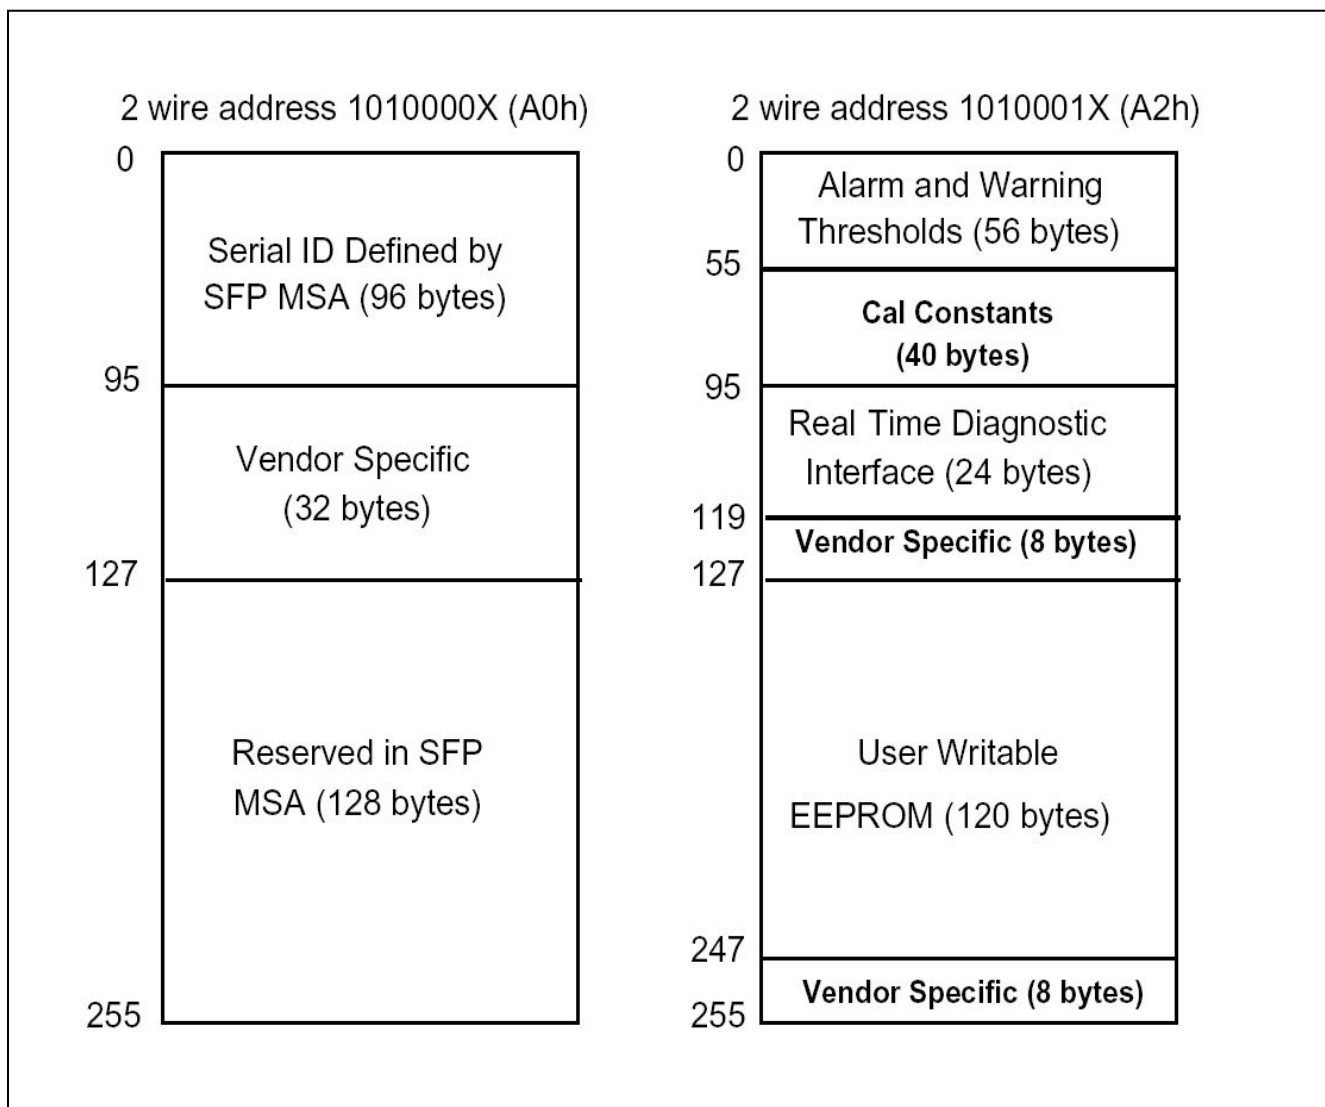 2 wire address 1010000X (A0h)
0
Serial ID Defined by
SFP MSA (96 bytes)
95
Vendor Specific
(32 bytes)
127
Reserved in SFP
MSA (128 bytes)
255
2 wire address 1010001X (A2h)
0
Alarm and Warning
Thresholds (56 bytes)
55
Cal Constants
(40 bytes)
95
Real Time Diagnostic
Interface (24 bytes)
119
Vendor Specific (8 bytes)
127
User Writable
EEPROM (120 bytes)
247
Vendor Specific (8 bytes)
255